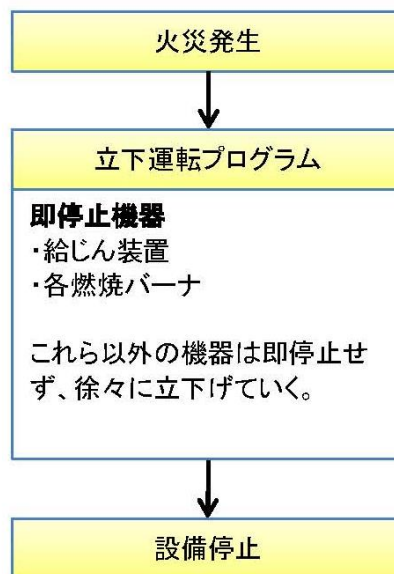 火災発生
立下運転プログラム
即停止機器
・給じん装置
・各燃焼バーナ
これら以外の機器は即停止せ
ず、徐々に立下げていく。
設備停止